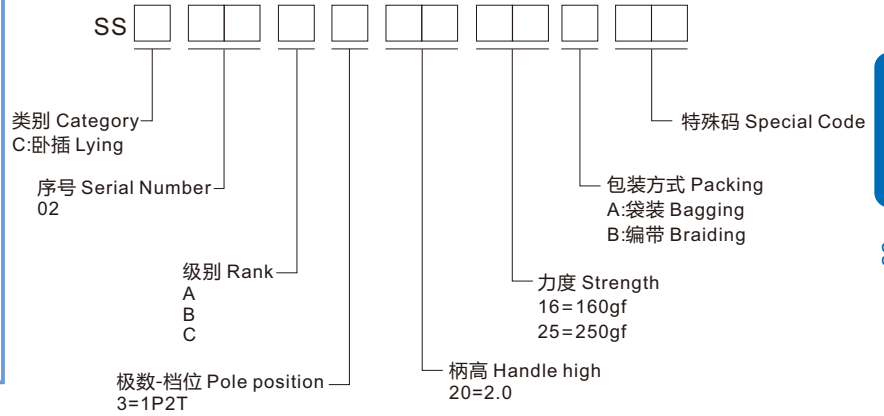 SS
类别 Category
C:卧插 Lying
特殊码 Special Code
序号 Serial Number
02
包装方式 Packing
A:袋装 Bagging
B:编带 Braiding
级别 Rank
A
B
C
力度 Strength
16=160gf
25=250gf
极数-档位 Pole position
3=1P2T
柄高 Handle high
20=2.0